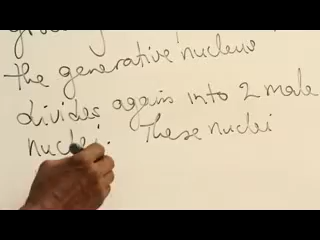 the generative nucleus
divides again into 2 male
nuclei. These nuclei